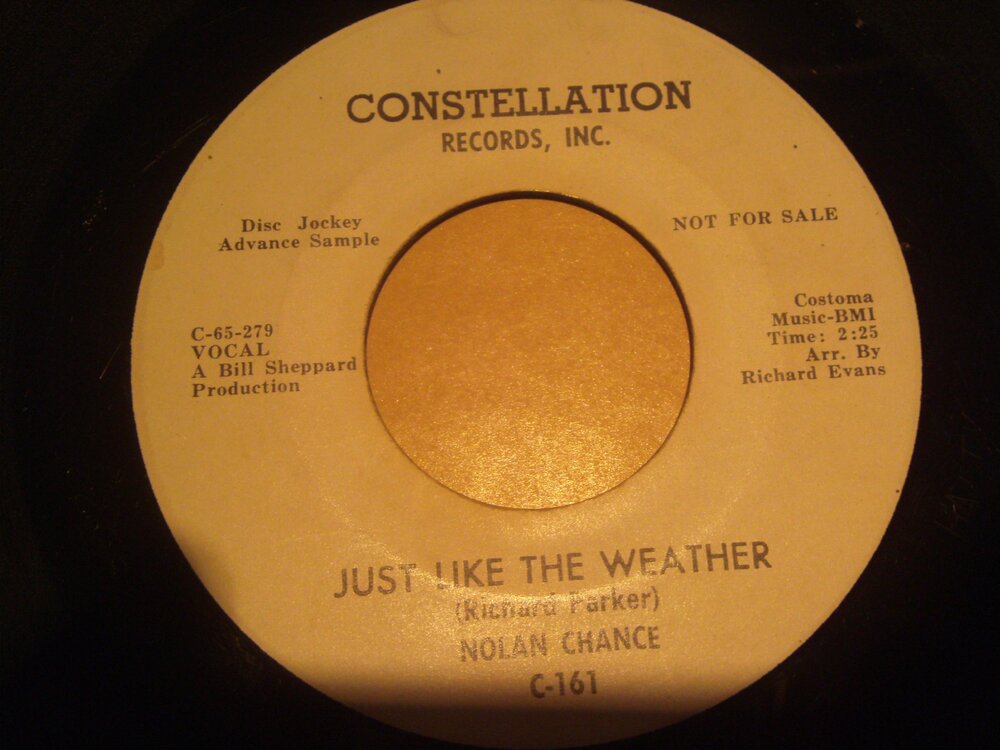 CONSTELLATION
RECORDS, INC.
Disc Jockey
Advance Sample
NOT FOR SALE
C-65-279
VOCAL
A Bill Sheppard
Production
Costoma
Music-BMI
Time: 2:25
Arr. By
Richard Evans
JUST LIKE THE WEATHER
(Richard Parker)
NOLAN CHANCE
C-161